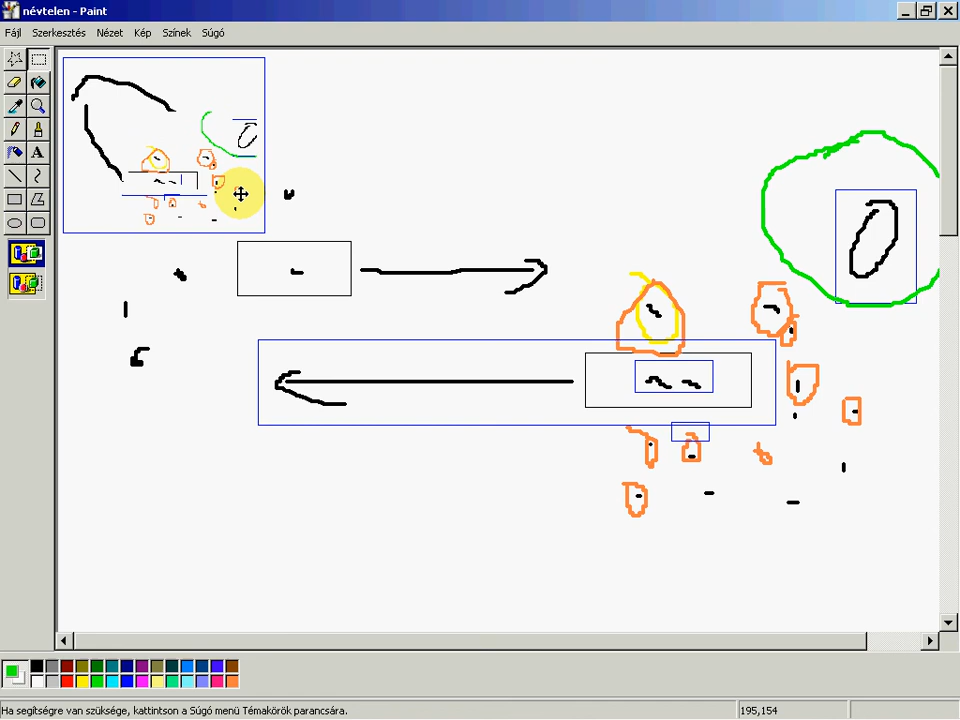 névtelen - Paint
Fájl Szerkesztés Nézet Kép Színek Súgó
A
Ha segítségre van szüksége, kattintson a Súgó menü Témakörök parancsára.
195,154